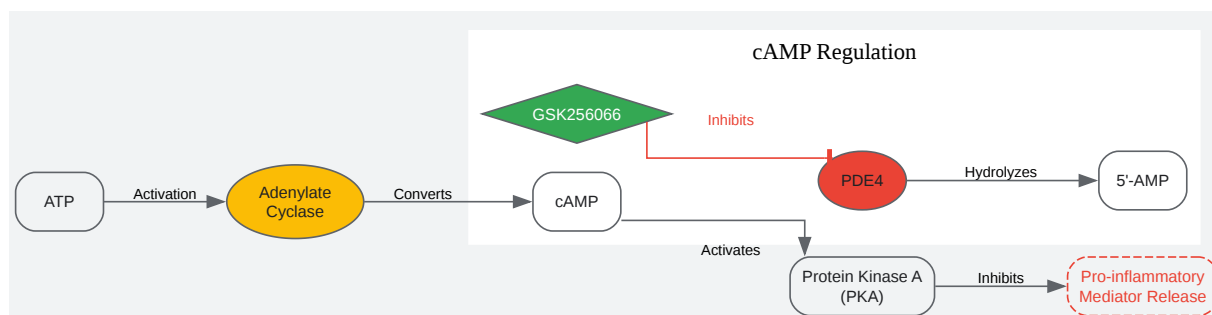 cAMP Regulation
GSK256066
Inhibits
ATP
Activation
Adenylate
Cyclase
Converts
cAMP
PDE4
Hydrolyzes
5'-AMP
Activates
Protein Kinase A
(PKA)
Inhibits
Pro-inflammatory
Mediator Release